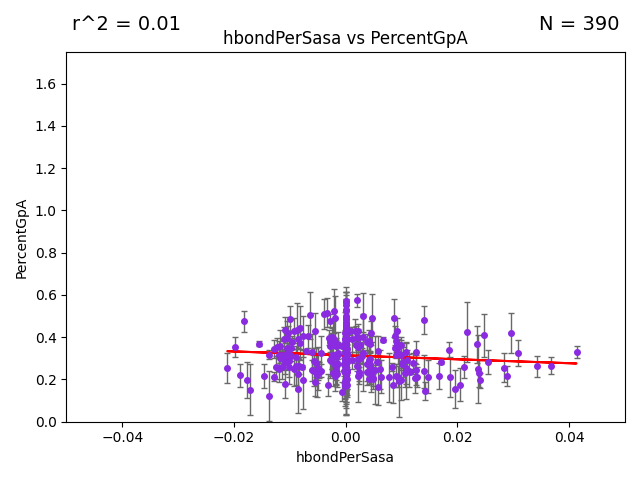 r^2 = 0.01
N = 390
hbondPerSasa vs PercentGpA
PercentGpA
1.6
1.4
1.2
1.0
0.8
0.6
0.4
0.2
0.0
−0.04
−0.02
0.00
0.02
0.04
hbondPerSasa